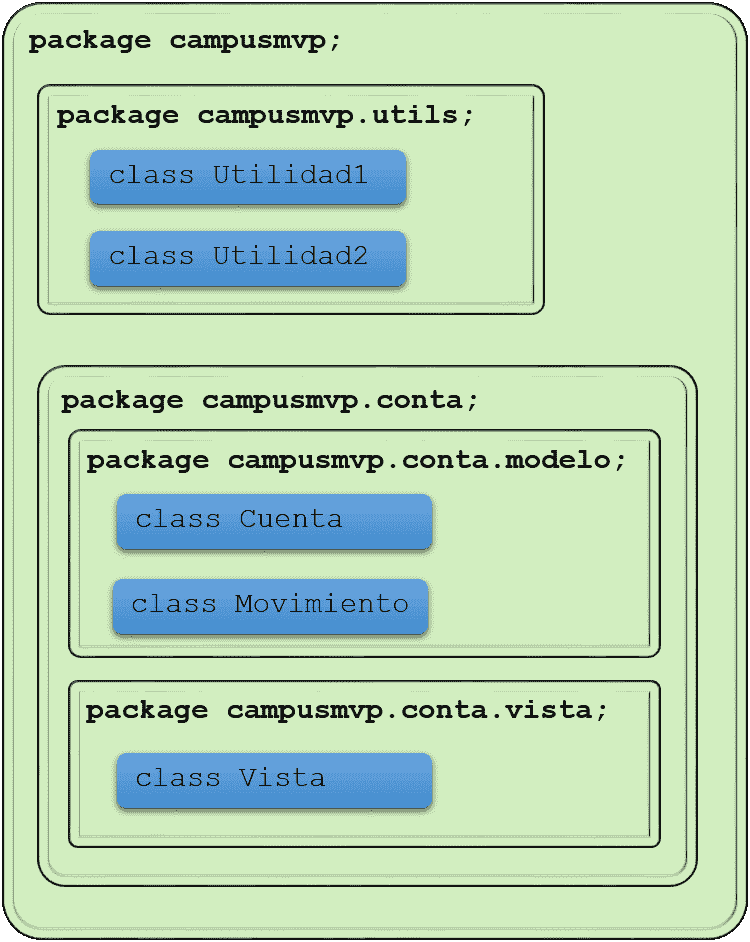 package campusmvp;
package campusmvp.utils;
class Utilidad1
class Utilidad2
package campusmvp.conta;
package campusmvp.conta.modelo;
class Cuenta
class Movimiento
package campusmvp.conta.vista;
class Vista